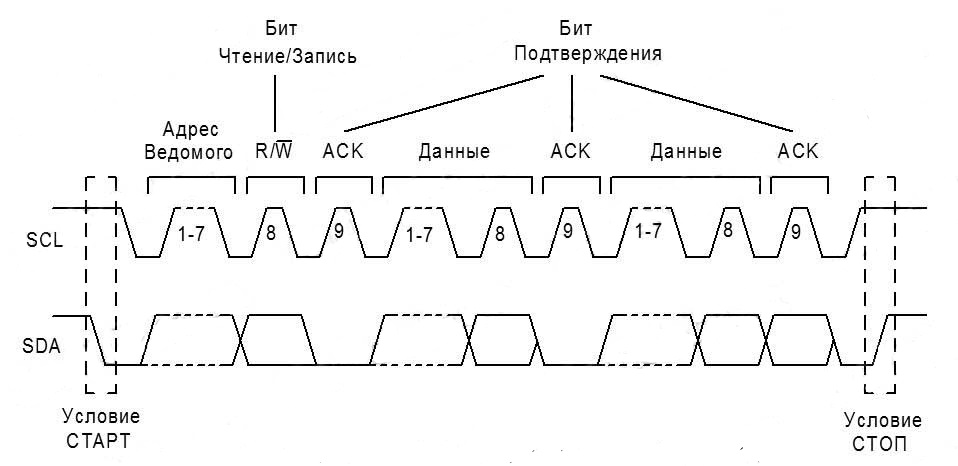 Бит
Чтение/Запись
Бит
Подтверждения
Адрес
Ведомого
R/W̅
ACK
Данные
ACK
Данные
ACK
SCL
1-7
8
9
1-7
8
9
1-7
8
9
SDA
Условие
СТАРТ
Условие
СТОП